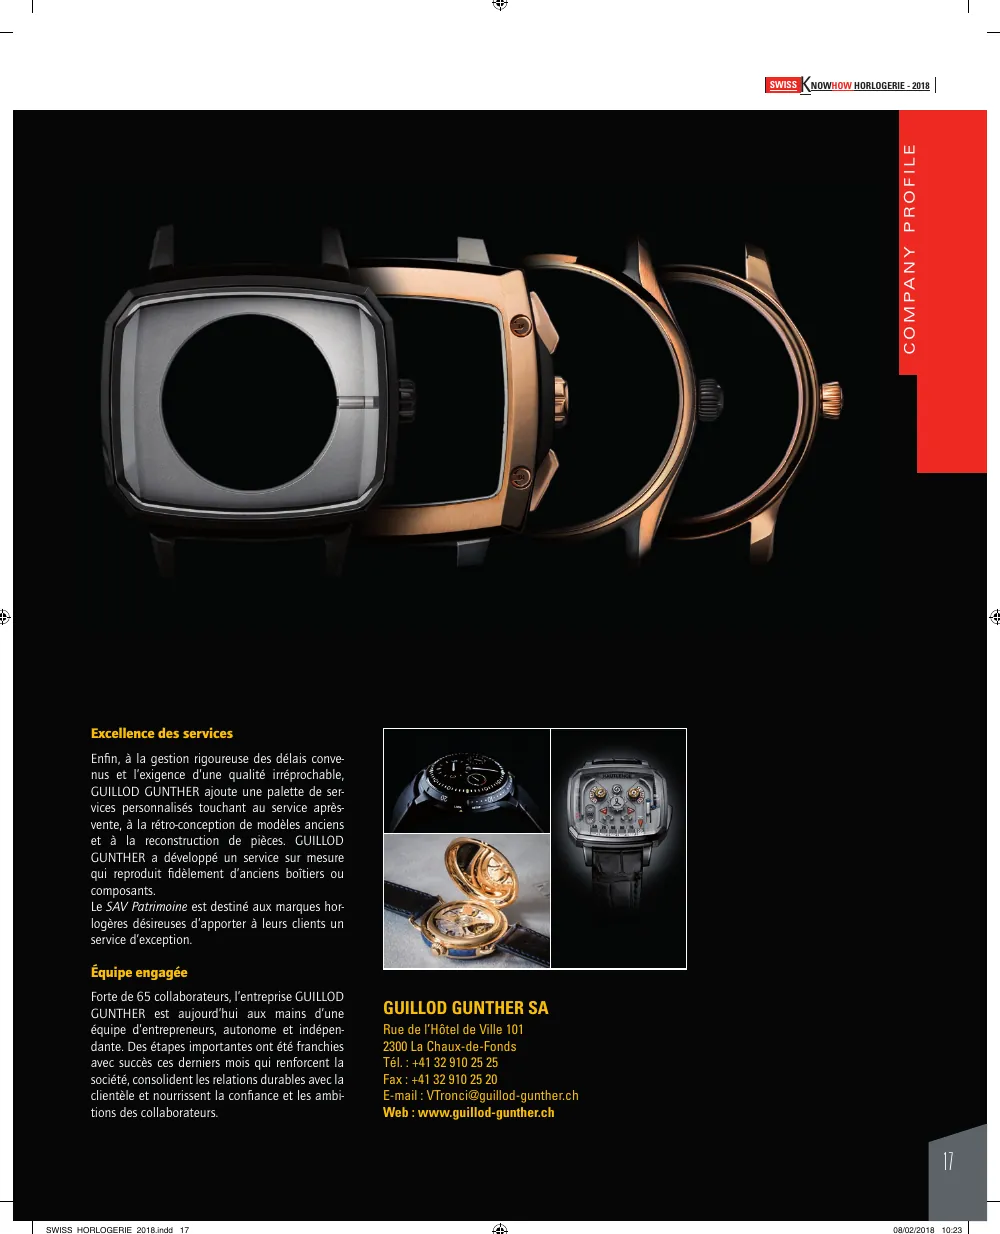 SWISS KNOWHOW HORLOGERIE - 2018
COMPANY PROFILE
Excellence des services
Enfin, à la gestion rigoureuse des délais conve-
nus et l’exigence d’une qualité irréprochable,
GUILLOD GUNTHER ajoute une palette de ser-
vices personnalisés touchant au service après-
vente, à la rétro-conception de modèles anciens
et à la reconstruction de pièces. GUILLOD
GUNTHER a développé un service sur mesure
qui reproduit fidèlement d’anciens boîtiers ou
composants.
Le SAV Patrimoine est destiné aux marques hor-
logères désireuses d’apporter à leurs clients un
service d’exception.
Équipe engagée
Forte de 65 collaborateurs, l’entreprise GUILLOD
GUNTHER est aujourd’hui aux mains d’une
équipe d’entrepreneurs, autonome et indépen-
dante. Des étapes importantes ont été franchies
avec succès ces derniers mois qui renforcent la
société, consolident les relations durables avec la
clientèle et nourrissent la confiance et les ambi-
tions des collaborateurs.
GUILLOD GUNTHER SA
Rue de l’Hôtel de Ville 101
2300 La Chaux-de-Fonds
Tél. : +41 32 910 25 25
Fax : +41 32 910 25 20
E-mail : VTronci@guillod-gunther.ch
Web : www.guillod-gunther.ch
17
SWISS HORLOGERIE 2018.indd 17
08/02/2018 10:23